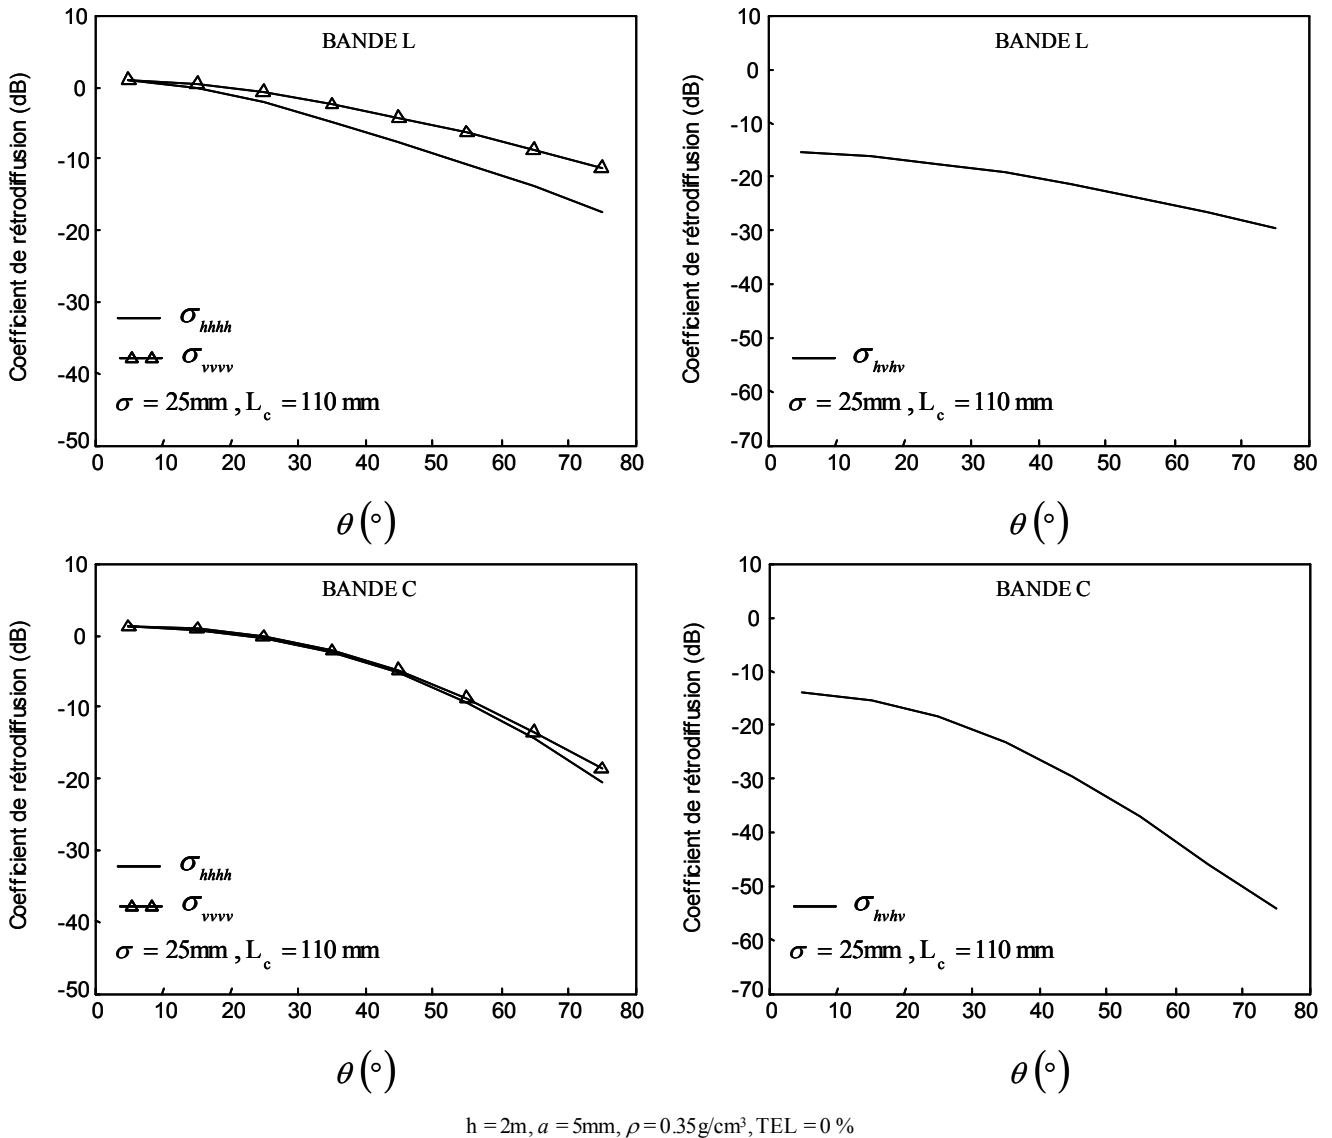 BANDE L
Coefficient de rétrodiffusion (dB)
10
0
-10
-20
-30
-40
-50
σhhhh
σvvvv
σ = 25mm , Lc = 110 mm
0 10 20 30 40 50 60 70 80
θ (°)
BANDE L
Coefficient de rétrodiffusion (dB)
10
0
-10
-20
-30
-40
-50
-60
-70
σhvhv
σ = 25mm , Lc = 110 mm
0 10 20 30 40 50 60 70 80
θ (°)
BANDE C
Coefficient de rétrodiffusion (dB)
10
0
-10
-20
-30
-40
-50
σhhhh
σvvvv
σ = 25mm , Lc = 110 mm
0 10 20 30 40 50 60 70 80
θ (°)
BANDE C
Coefficient de rétrodiffusion (dB)
10
0
-10
-20
-30
-40
-50
-60
-70
σhvhv
σ = 25mm , Lc = 110 mm
0 10 20 30 40 50 60 70 80
θ (°)
h = 2m, a = 5mm, ρ = 0.35g/cm³, TEL = 0 %